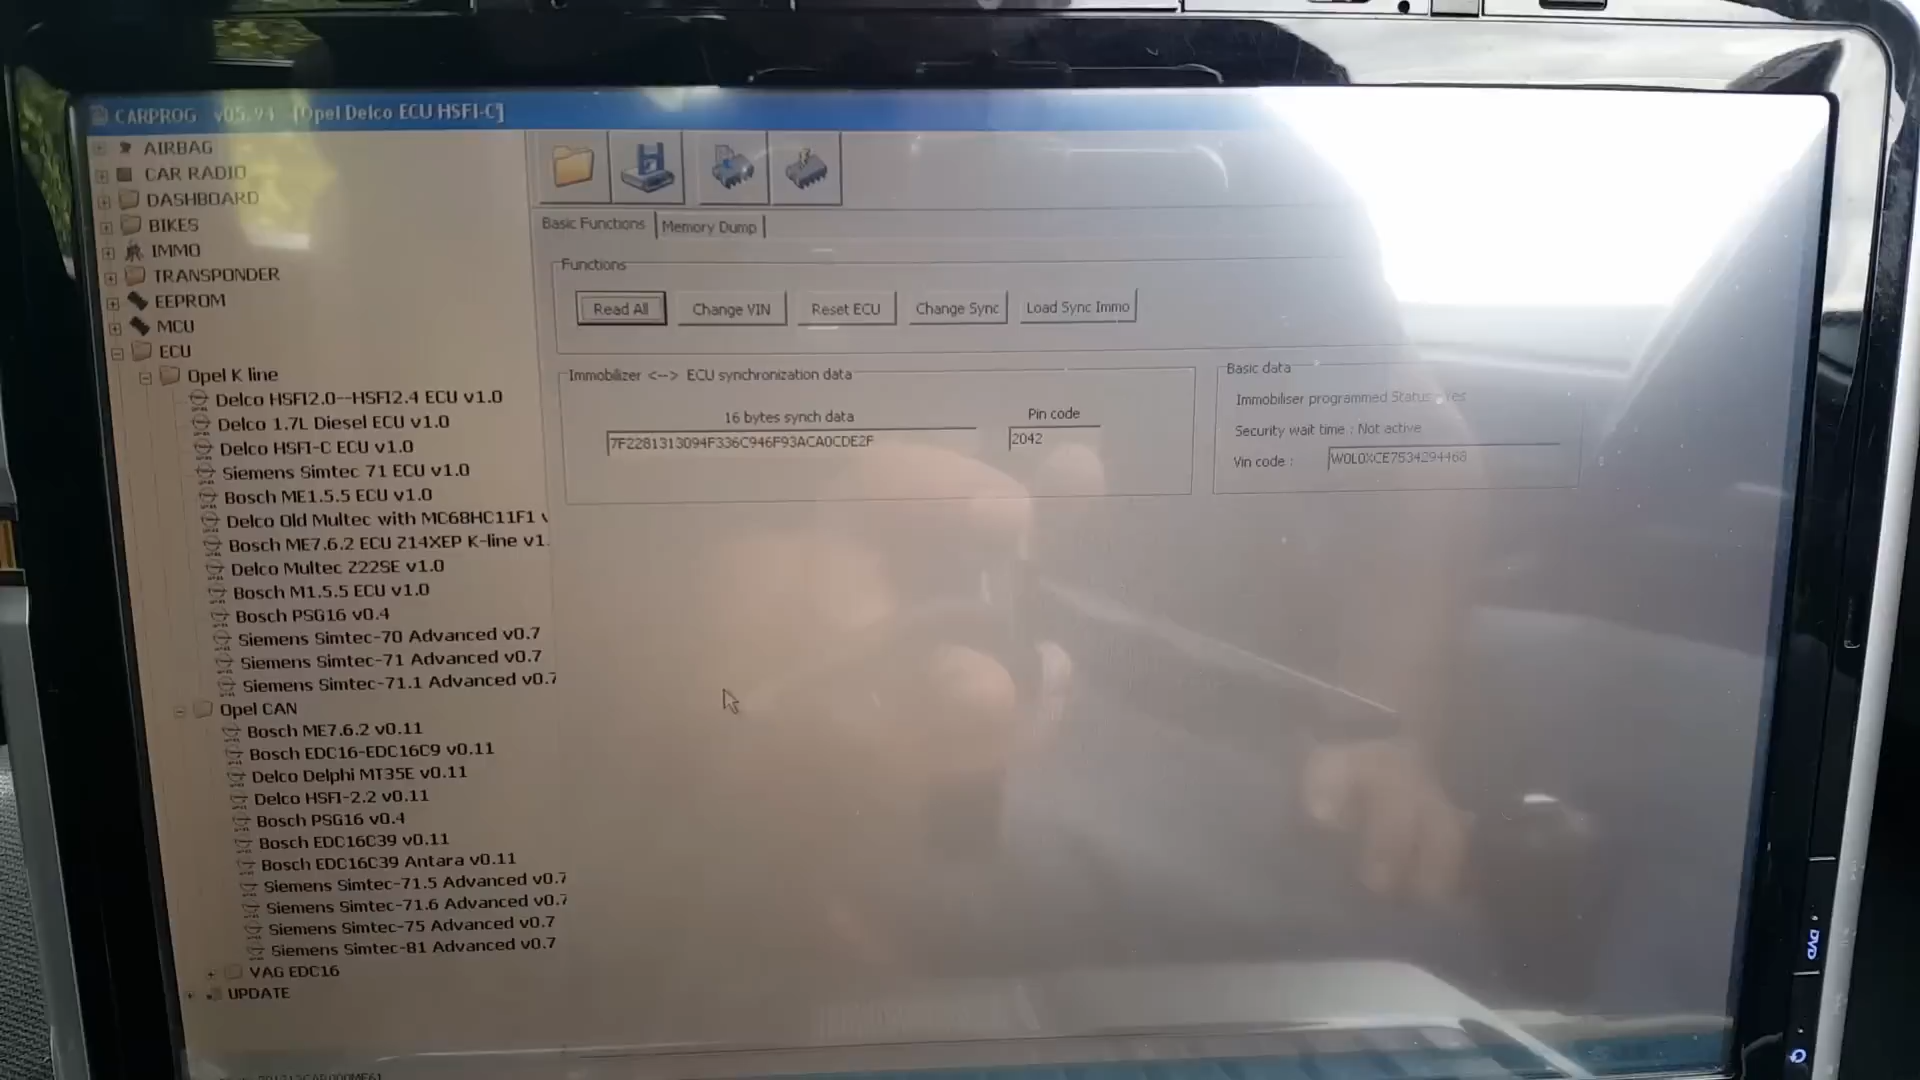 CARPROG v05.94 [Opel Delco ECU HSFI-C]
AIRBAG
CAR RADIO
DASHBOARD
BIKES
IMMO
TRANSPONDER
EEPROM
MCU
ECU
Opel K line
Delco HSFI2.0--HSFI2.4 ECU v1.0
Delco 1.7L Diesel ECU v1.0
Delco HSFI-C ECU v1.0
Siemens Simtec 71 ECU v1.0
Bosch ME1.5.5 ECU v1.0
Delco Old Multec with MC68HC11F1 v
Bosch ME7.6.2 ECU Z14XEP K-line v1.
Delco Multec Z22SE v1.0
Bosch M1.5.5 ECU v1.0
Bosch PSG16 v0.4
Siemens Simtec-70 Advanced v0.7
Siemens Simtec-71 Advanced v0.7
Siemens Simtec-71.1 Advanced v0.7
Opel CAN
Bosch ME7.6.2 v0.11
Bosch EDC16-EDC16C9 v0.11
Delco Delphi MT35E v0.11
Delco HSFI-2.2 v0.11
Bosch PSG16 v0.4
Bosch EDC16C39 v0.11
Bosch EDC16C39 Antara v0.11
Siemens Simtec-71.5 Advanced v0.7
Siemens Simtec-71.6 Advanced v0.7
Siemens Simtec-75 Advanced v0.7
Siemens Simtec-81 Advanced v0.7
VAG EDC16
UPDATE
Basic Functions
Memory Dump
Functions
Read All
Change VIN
Reset ECU
Change Sync
Load Sync Immo
Immobilizer <--> ECU synchronization data
16 bytes synch data
7F2281313094F336C946F93ACA0CDE2F
Pin code
2042
Basic data
Immobiliser programmed Status : Yes
Security wait time : Not active
Vin code :
W0L0XCE7534294468
DVD